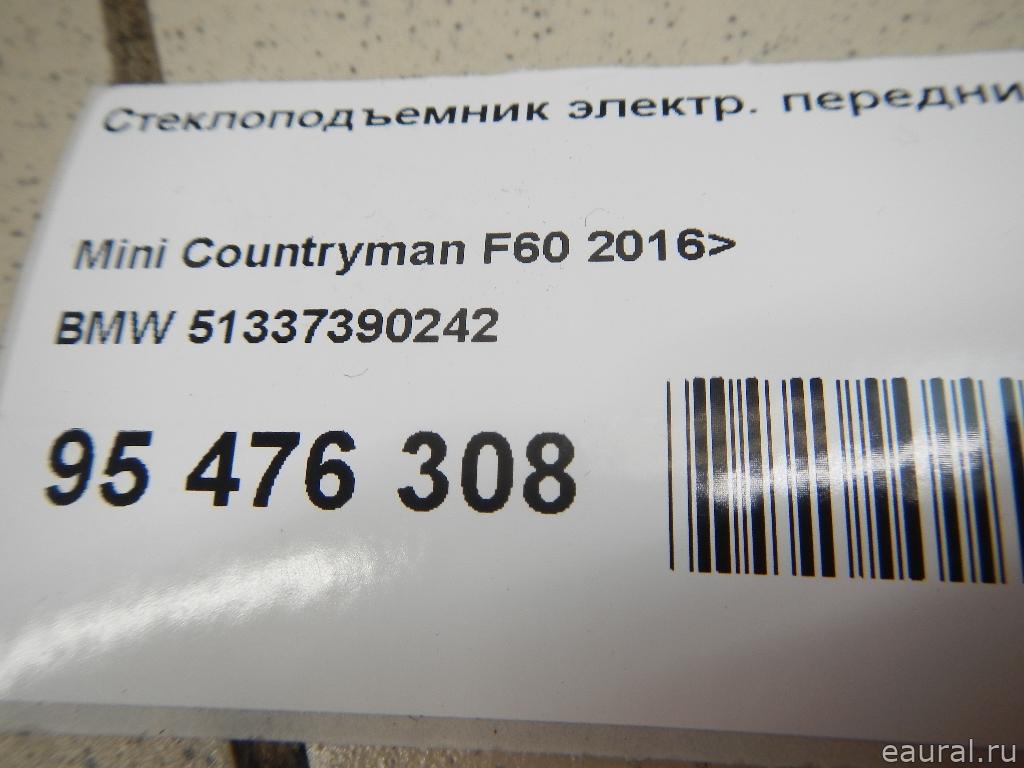 Стеклоподъемник электр. передни
Mini Countryman F60 2016>
BMW 51337390242
95 476 308
eaural.ru